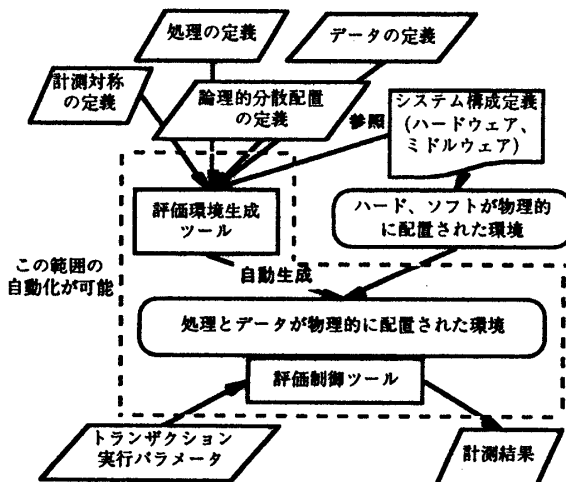 処理の定義
データの定義
計測対称
の定義
論理的分散配置
の定義
参照
システム構成定義
(ハードウェア、
ミドルウェア)
評価環境生成
ツール
ハード、ソフトが物理的
に配置された環境
この範囲の
自動化が可能
自動生成
処理とデータが物理的に配置された環境
評価制御ツール
トランザクション
実行パラメータ
計測結果